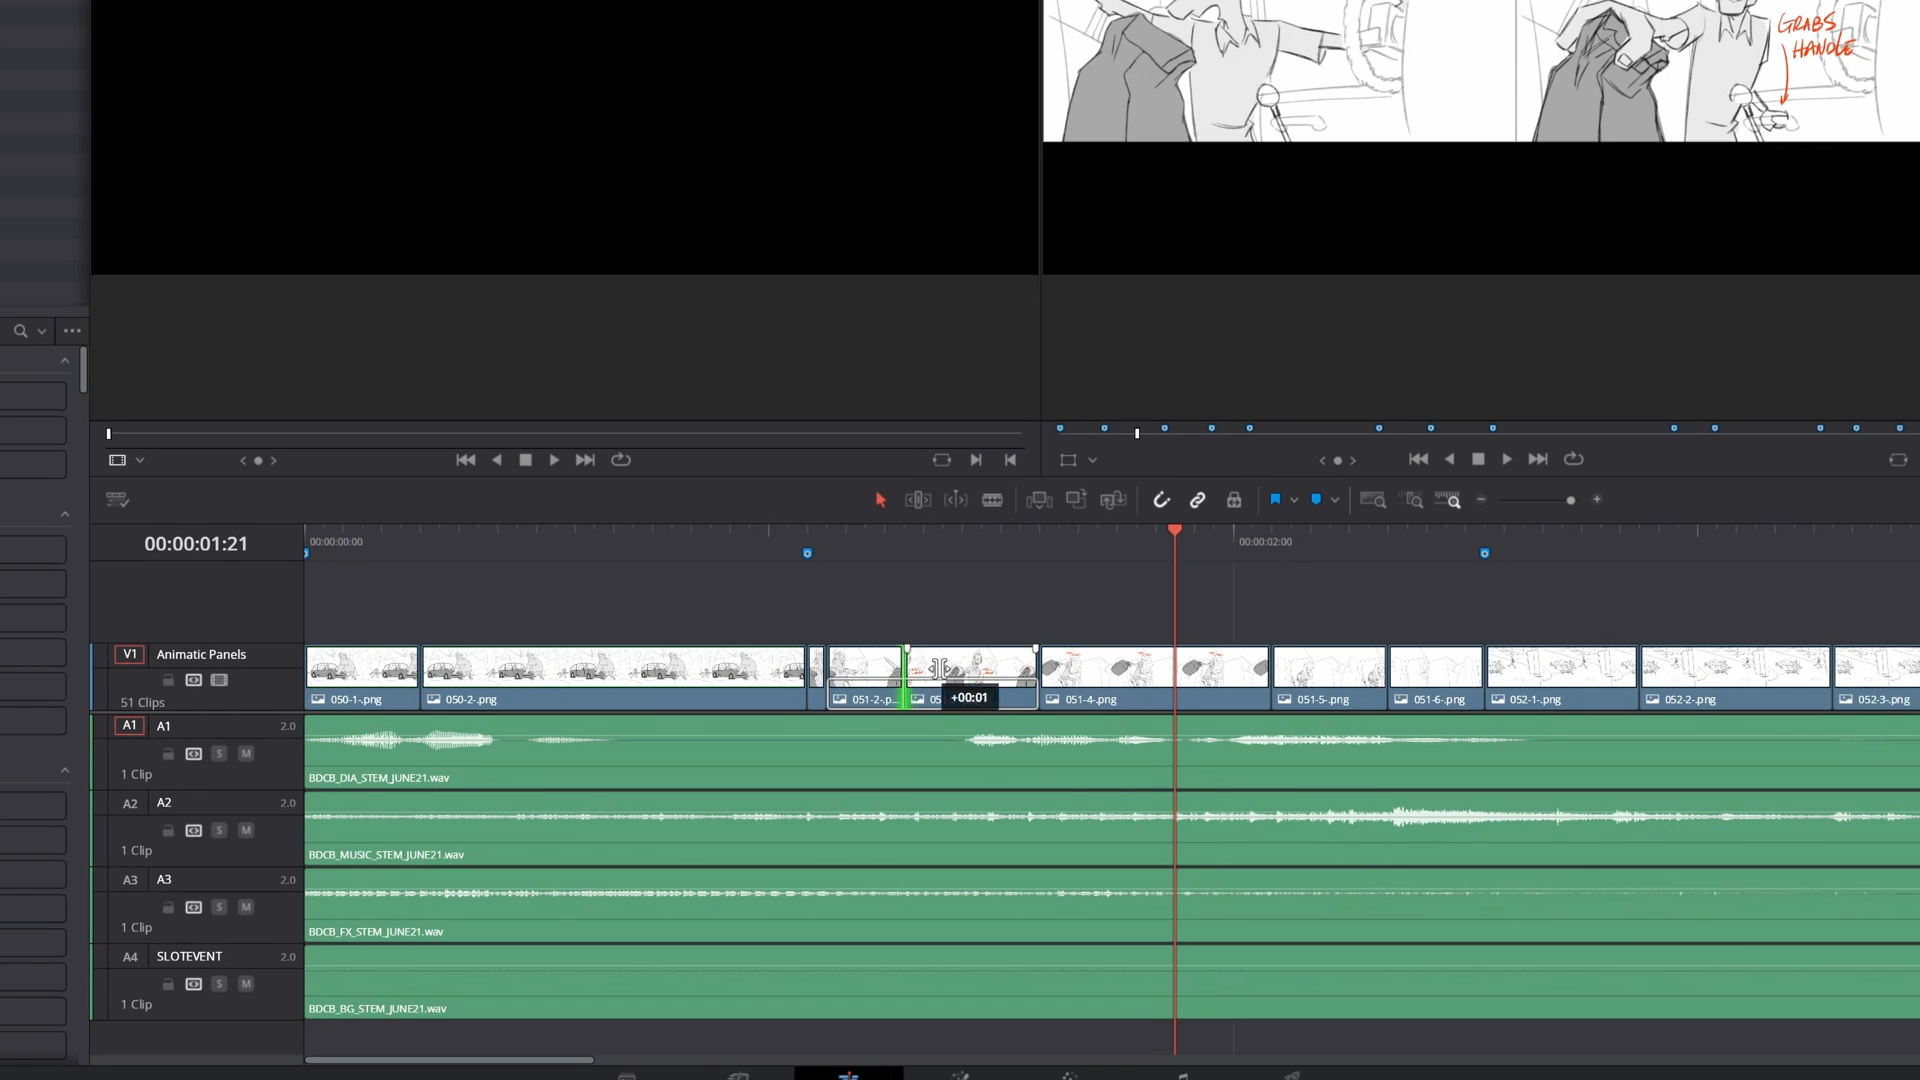 GRABS
HANDLE
00:00:01:21
00:00:00:00
00:00:02:00
V1 Animatic Panels
51 Clips
050-1-.png
050-2-.png
051-2-.p...
05
+00:01
051-4-.png
051-5-.png
051-6-.png
052-1-.png
052-2-.png
052-3-.png
A1 A1 2.0
S M
1 Clip
BDCB_DIA_STEM_JUNE21.wav
A2 A2 2.0
S M
1 Clip
BDCB_MUSIC_STEM_JUNE21.wav
A3 A3 2.0
S M
1 Clip
BDCB_FX_STEM_JUNE21.wav
A4 SLOTEVENT 2.0
S M
1 Clip
BDCB_BG_STEM_JUNE21.wav